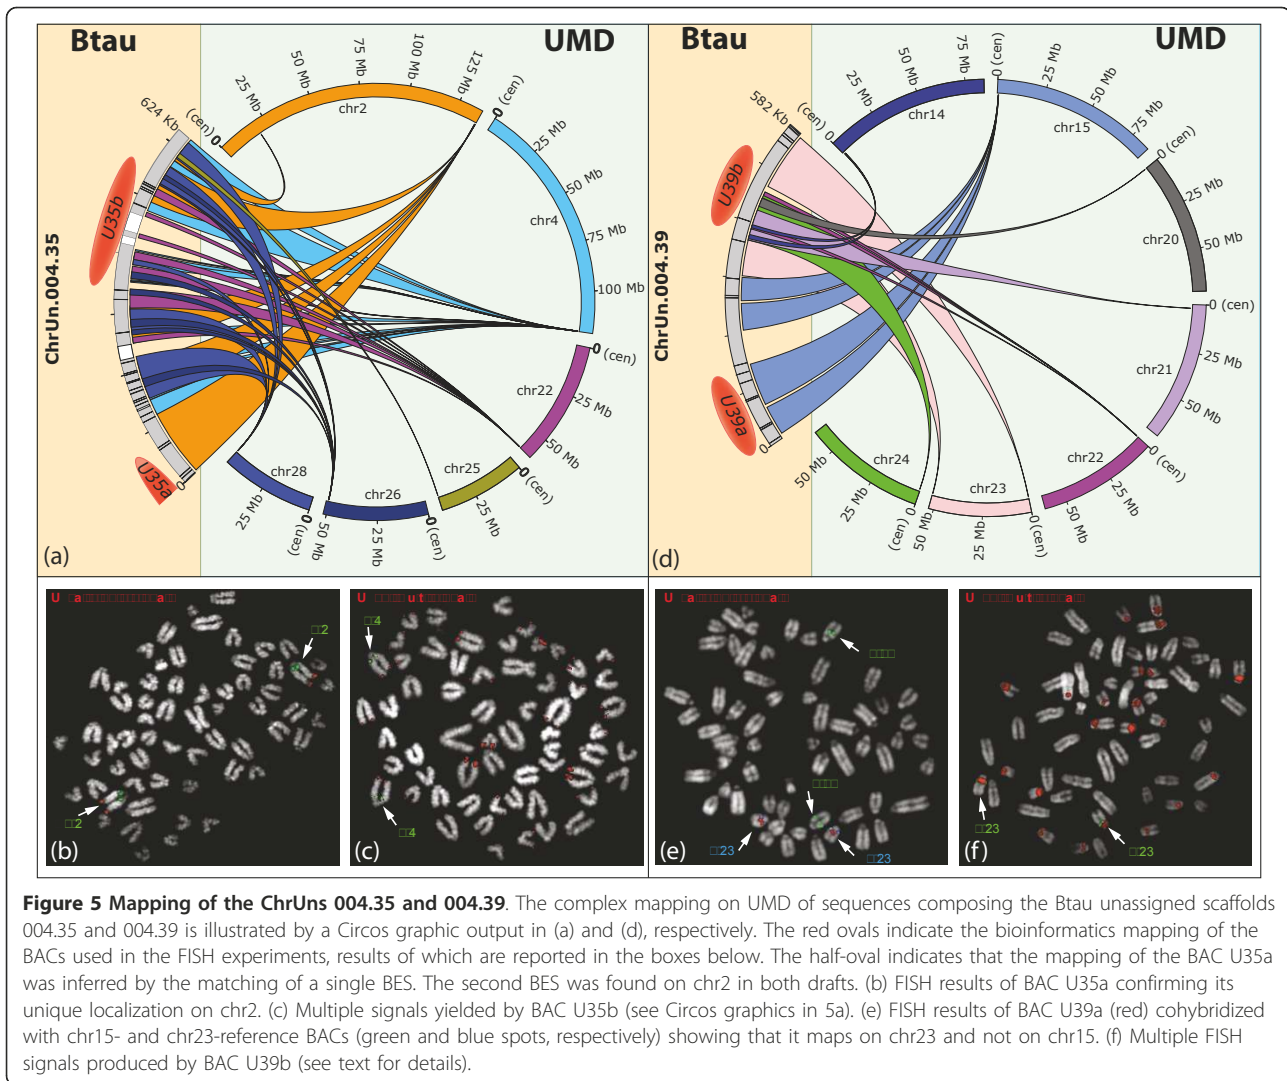 Btau
UMD
ChrUn.004.35
624 Kb
0
U35b
U35a
0 (cen)
25 Mb
50 Mb
75 Mb
100 Mb
125 Mb
chr2
0 (cen)
25 Mb
50 Mb
75 Mb
100 Mb
chr4
0 (cen)
25 Mb
50 Mb
chr22
0 (cen)
25 Mb
chr25
0 (cen)
25 Mb
50 Mb
chr26
0 (cen)
25 Mb
chr28
(a)
Btau
UMD
ChrUn.004.39
582 Kb
0
U39b
U39a
0 (cen)
25 Mb
50 Mb
75 Mb
chr14
0 (cen)
25 Mb
50 Mb
75 Mb
chr15
0 (cen)
25 Mb
50 Mb
chr20
0 (cen)
25 Mb
50 Mb
chr21
0 (cen)
25 Mb
50 Mb
chr22
0 (cen)
25 Mb
50 Mb
chr23
0 (cen)
25 Mb
50 Mb
chr24
(d)
(b)
(c)
(e)
(f)
Figure 5 Mapping of the ChrUns 004.35 and 004.39. The complex mapping on UMD of sequences composing the Btau unassigned scaffolds
004.35 and 004.39 is illustrated by a Circos graphic output in (a) and (d), respectively. The red ovals indicate the bioinformatics mapping of the
BACs used in the FISH experiments, results of which are reported in the boxes below. The half-oval indicates that the mapping of the BAC U35a
was inferred by the matching of a single BES. The second BES was found on chr2 in both drafts. (b) FISH results of BAC U35a confirming its
unique localization on chr2. (c) Multiple signals yielded by BAC U35b (see Circos graphics in 5a). (e) FISH results of BAC U39a (red) cohybridized
with chr15- and chr23-reference BACs (green and blue spots, respectively) showing that it maps on chr23 and not on chr15. (f) Multiple FISH
signals produced by BAC U39b (see text for details).